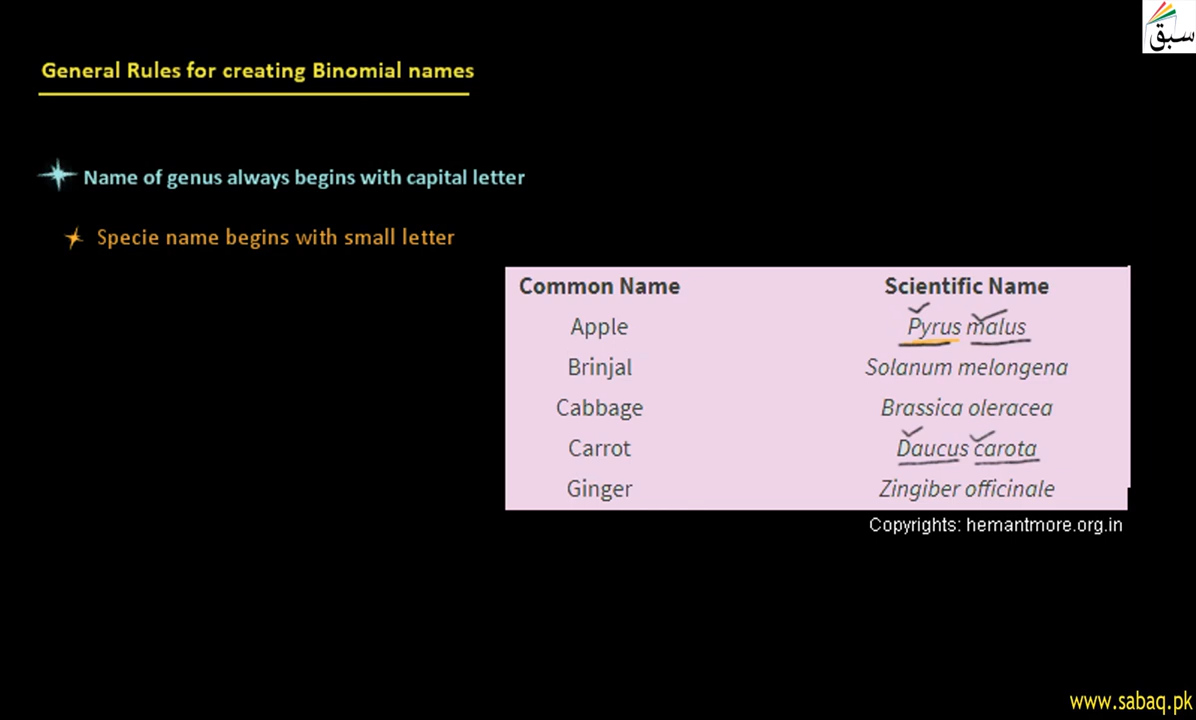 سبق
General Rules for creating Binomial names
Name of genus always begins with capital letter
Specie name begins with small letter
Common Name Scientific Name
Apple Pyrus malus
Brinjal Solanum melongena
Cabbage Brassica oleracea
Carrot Daucus carota
Ginger Zingiber officinale
Copyrights: hemantmore.org.in
www.sabaq.pk